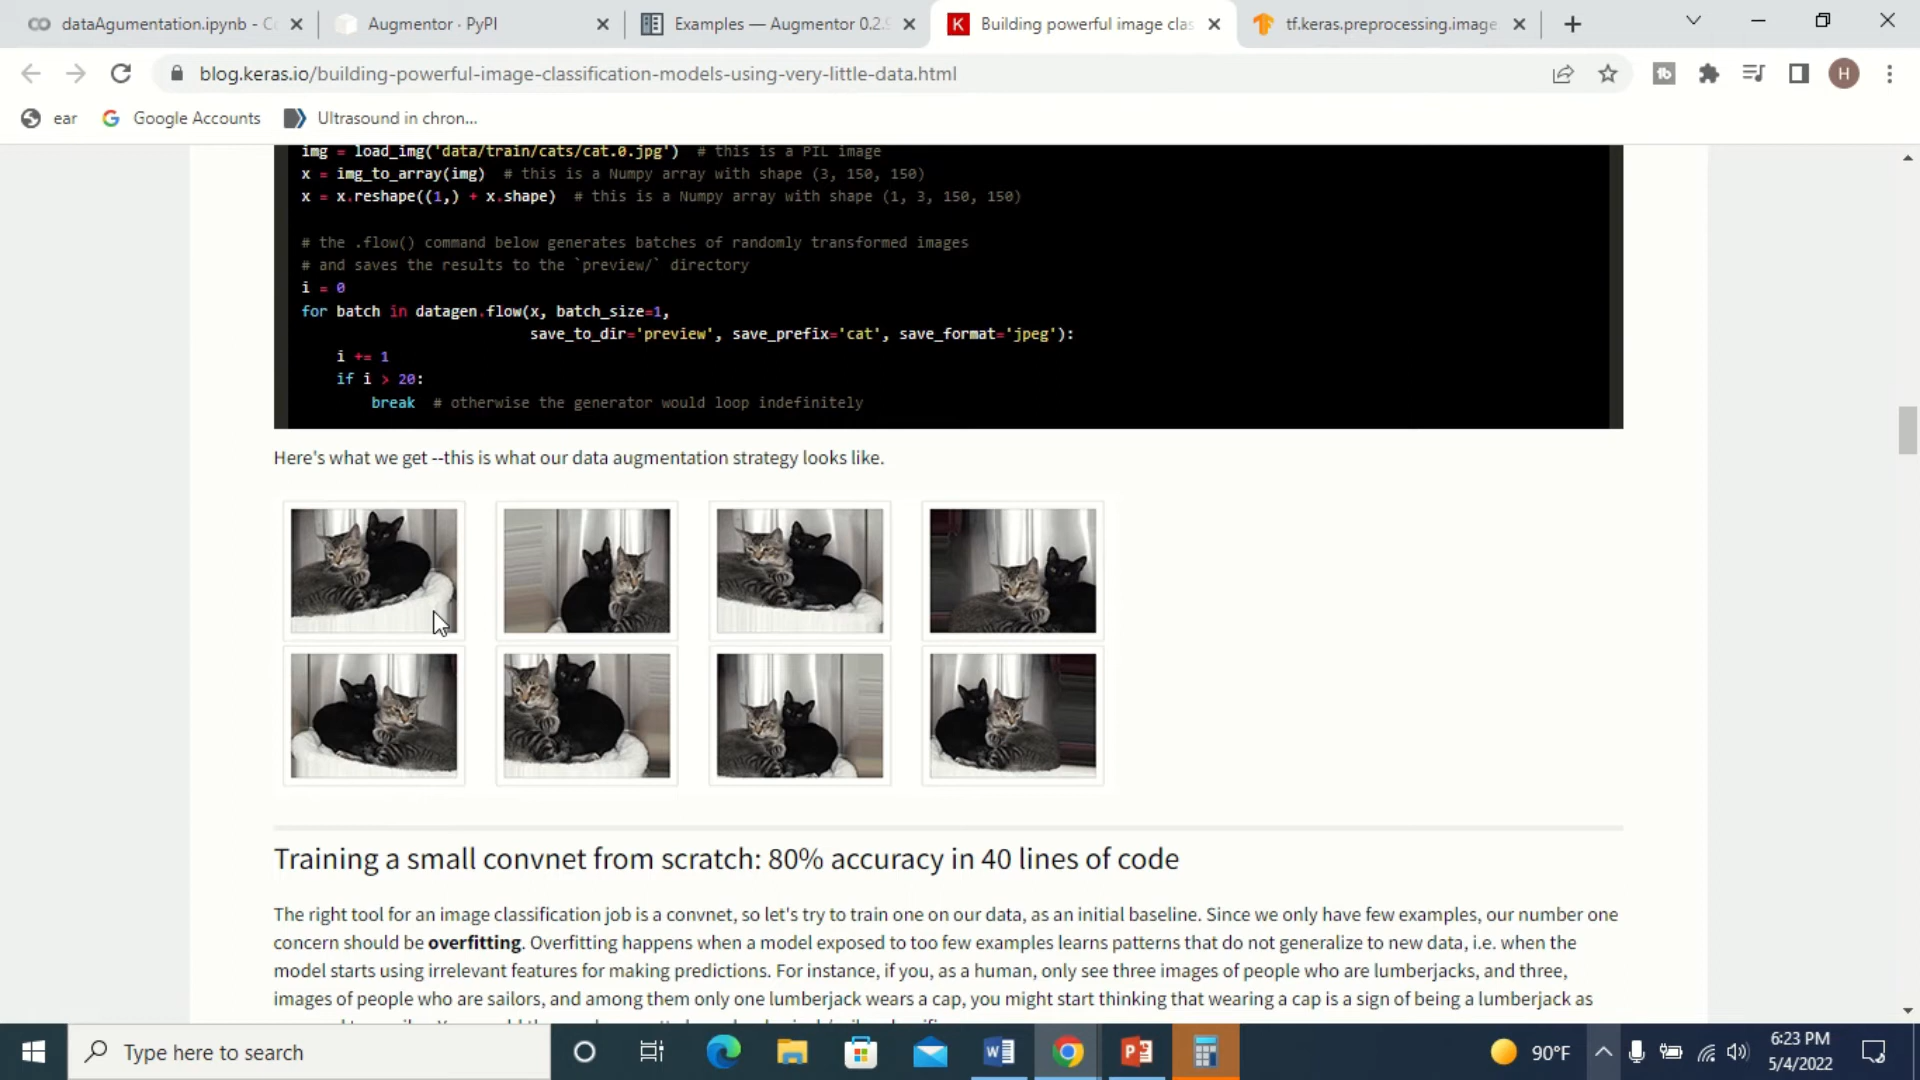 dataAgumentation.ipynb - Co
Augmentor · PyPI
Examples — Augmentor 0.2.9
Building powerful image clas
tf.keras.preprocessing.image.
blog.keras.io/building-powerful-image-classification-models-using-very-little-data.html
H
ear
Google Accounts
Ultrasound in chron...
img = load_img('data/train/cats/cat.0.jpg')  # this is a PIL image
x = img_to_array(img)  # this is a Numpy array with shape (3, 150, 150)
x = x.reshape((1,) + x.shape)  # this is a Numpy array with shape (1, 3, 150, 150)
# the .flow() command below generates batches of randomly transformed images
# and saves the results to the `preview/` directory
i = 0
for batch in datagen.flow(x, batch_size=1,
save_to_dir='preview', save_prefix='cat', save_format='jpeg'):
i += 1
if i > 20:
break  # otherwise the generator would loop indefinitely
Here's what we get --this is what our data augmentation strategy looks like.
Training a small convnet from scratch: 80% accuracy in 40 lines of code
The right tool for an image classification job is a convnet, so let's try to train one on our data, as an initial baseline. Since we only have few examples, our number one
concern should be overfitting. Overfitting happens when a model exposed to too few examples learns patterns that do not generalize to new data, i.e. when the
model starts using irrelevant features for making predictions. For instance, if you, as a human, only see three images of people who are lumberjacks, and three,
images of people who are sailors, and among them only one lumberjack wears a cap, you might start thinking that wearing a cap is a sign of being a lumberjack as
Type here to search
90°F
6:23 PM
5/4/2022